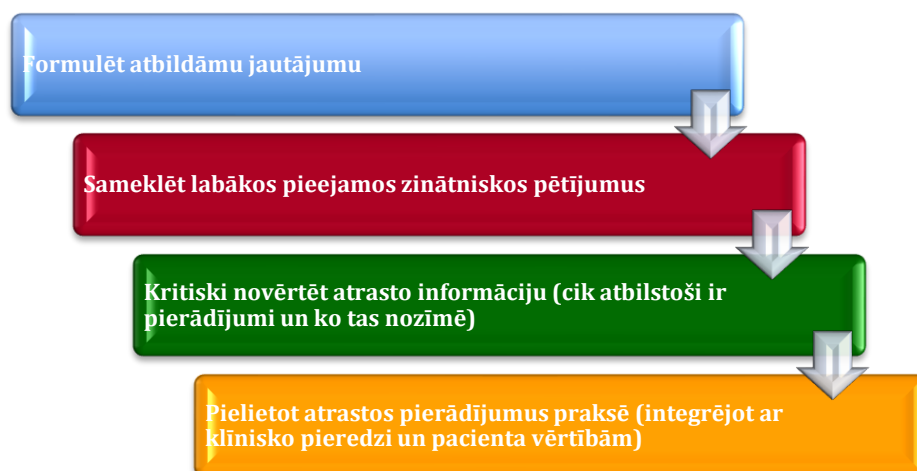 Formulēt atbildāmu jautājumu
Sameklēt labākos pieejamos zinātniskos pētījumus
Kritiski novērtēt atrasto informāciju (cik atbilstoši ir
pierādījumi un ko tas nozīmē)
Pielietot atrastos pierādījumus praksē (integrējot ar
klīnisko pieredzi un pacienta vērtībām)